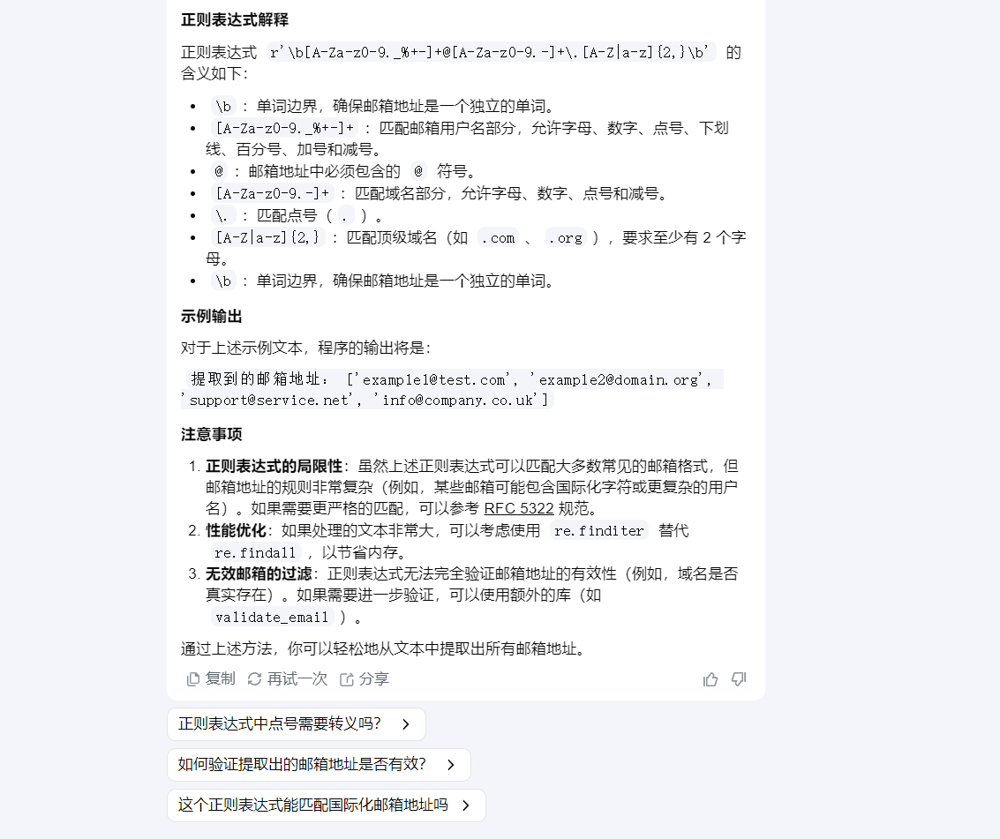 正则表达式解释
正则表达式 r'\b[A-Za-z0-9._%+-]+@[A-Za-z0-9.-]+\.[A-Z|a-z]{2,}\b' 的
含义如下：
• \b ：单词边界，确保邮箱地址是一个独立的单词。
• [A-Za-z0-9._%+-]+ ：匹配邮箱用户名部分，允许字母、数字、点号、下划
线、百分号、加号和减号。
• @ ：邮箱地址中必须包含的 @ 符号。
• [A-Za-z0-9.-]+ ：匹配域名部分，允许字母、数字、点号和减号。
• \. ：匹配点号（ . ）。
• [A-Z|a-z]{2,} ：匹配顶级域名（如 .com 、 .org ），要求至少有 2 个字
母。
• \b ：单词边界，确保邮箱地址是一个独立的单词。
示例输出
对于上述示例文本，程序的输出将是：
提取到的邮箱地址： ['example1@test.com', 'example2@domain.org',
'support@service.net', 'info@company.co.uk']
注意事项
1. 正则表达式的局限性：虽然上述正则表达式可以匹配大多数常见的邮箱格式，但
邮箱地址的规则非常复杂（例如，某些邮箱可能包含国际化字符或更复杂的用户
名）。如果需要更严格的匹配，可以参考 RFC 5322 规范。
2. 性能优化：如果处理的文本非常大，可以考虑使用 re.finditer 替代
re.findall ，以节省内存。
3. 无效邮箱的过滤：正则表达式无法完全验证邮箱地址的有效性（例如，域名是否
真实存在）。如果需要进一步验证，可以使用额外的库（如
validate_email ）。
通过上述方法，你可以轻松地从文本中提取出所有邮箱地址。
复制 再试一次 分享
正则表达式中点号需要转义吗？
如何验证提取出的邮箱地址是否有效？
这个正则表达式能匹配国际化邮箱地址吗